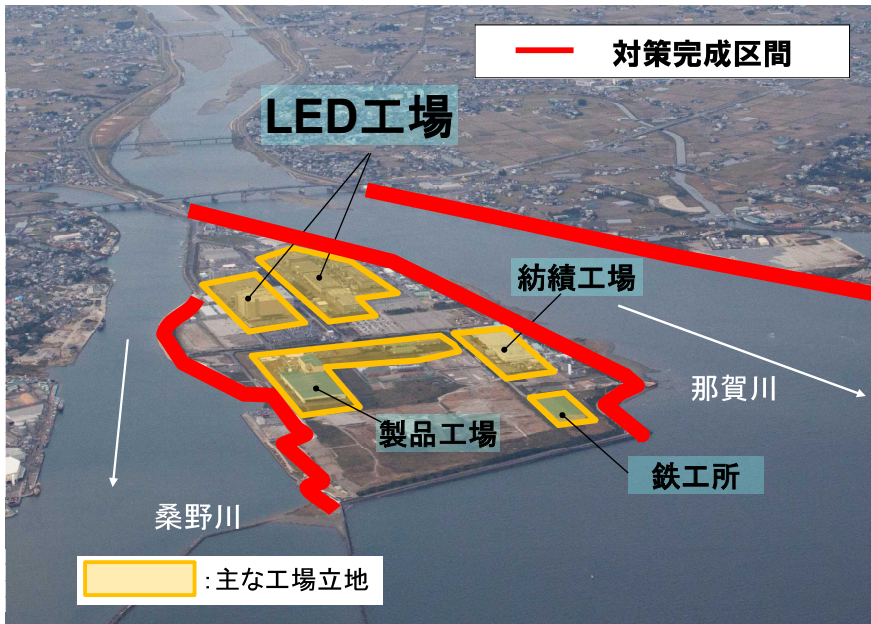 対策完成区間
LED工場
紡績工場
那賀川
製品工場
鉄工所
桑野川
：主な工場立地